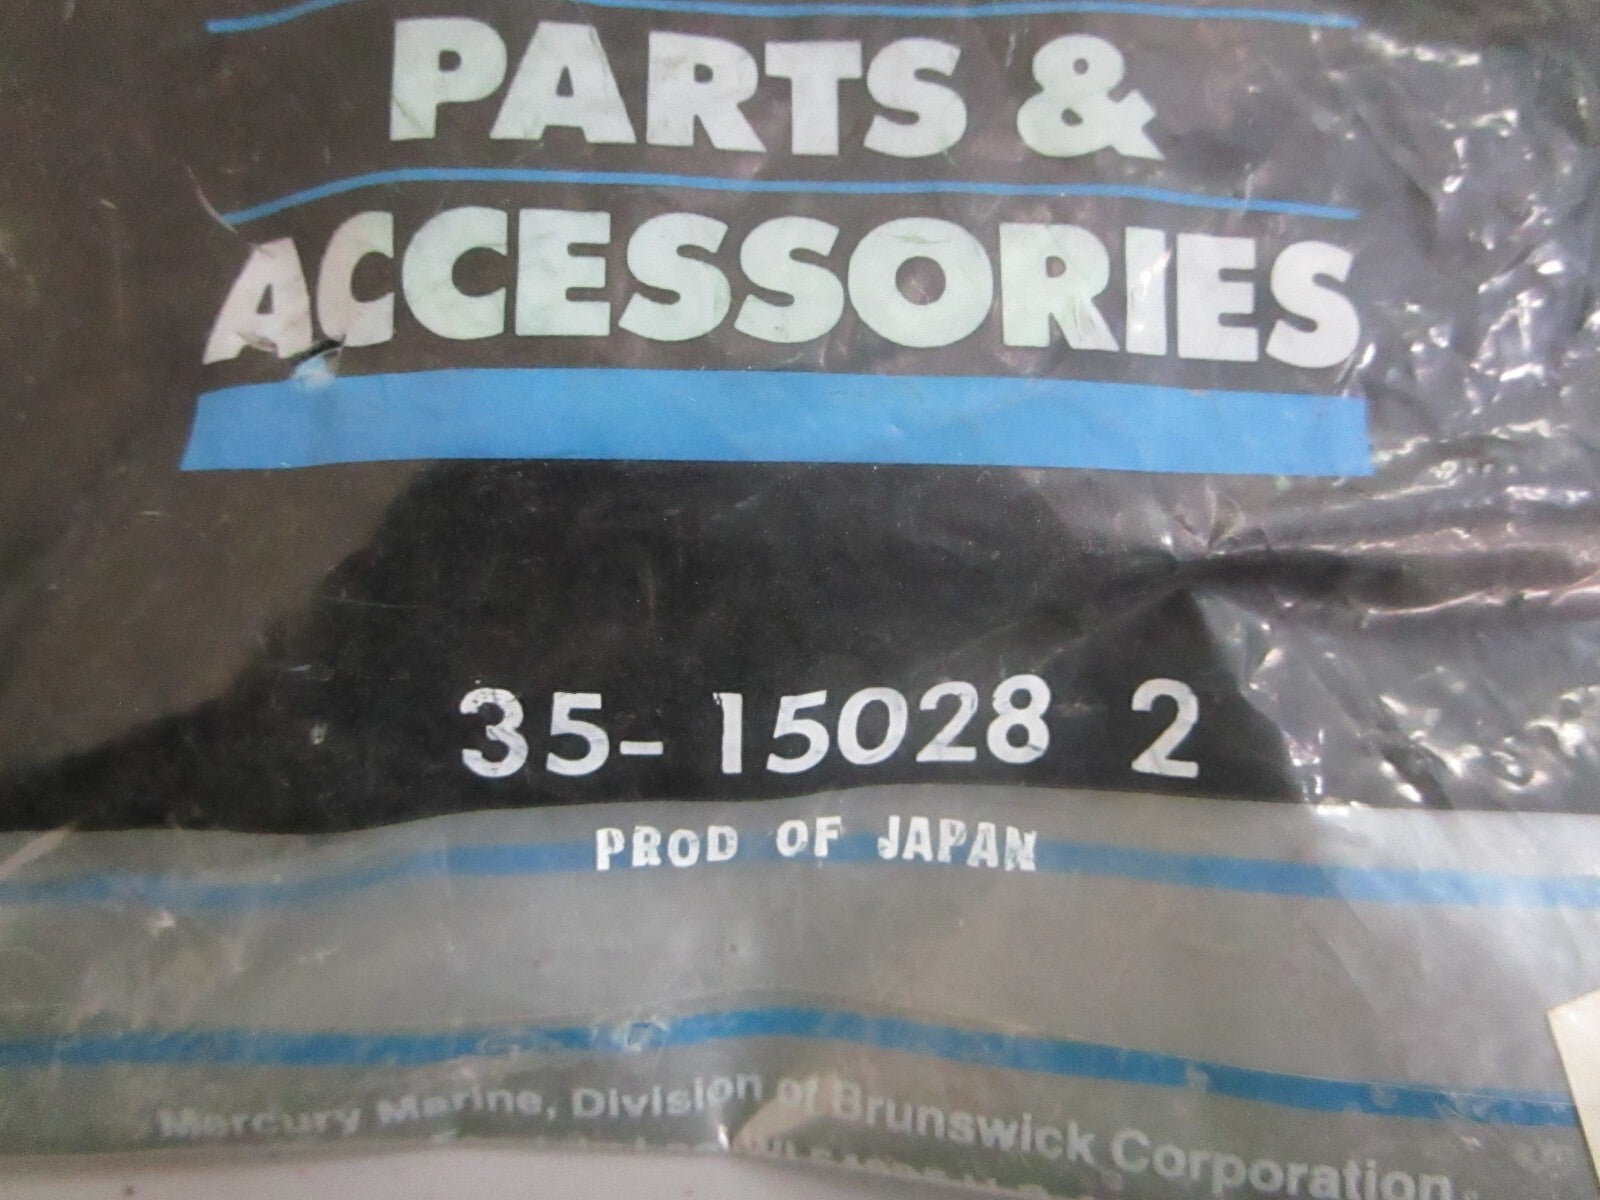 PARTS &
ACCESSORIES
35-15028 2
PROD OF JAPAN
Mercury Marine, Division of Brunswick Corporation